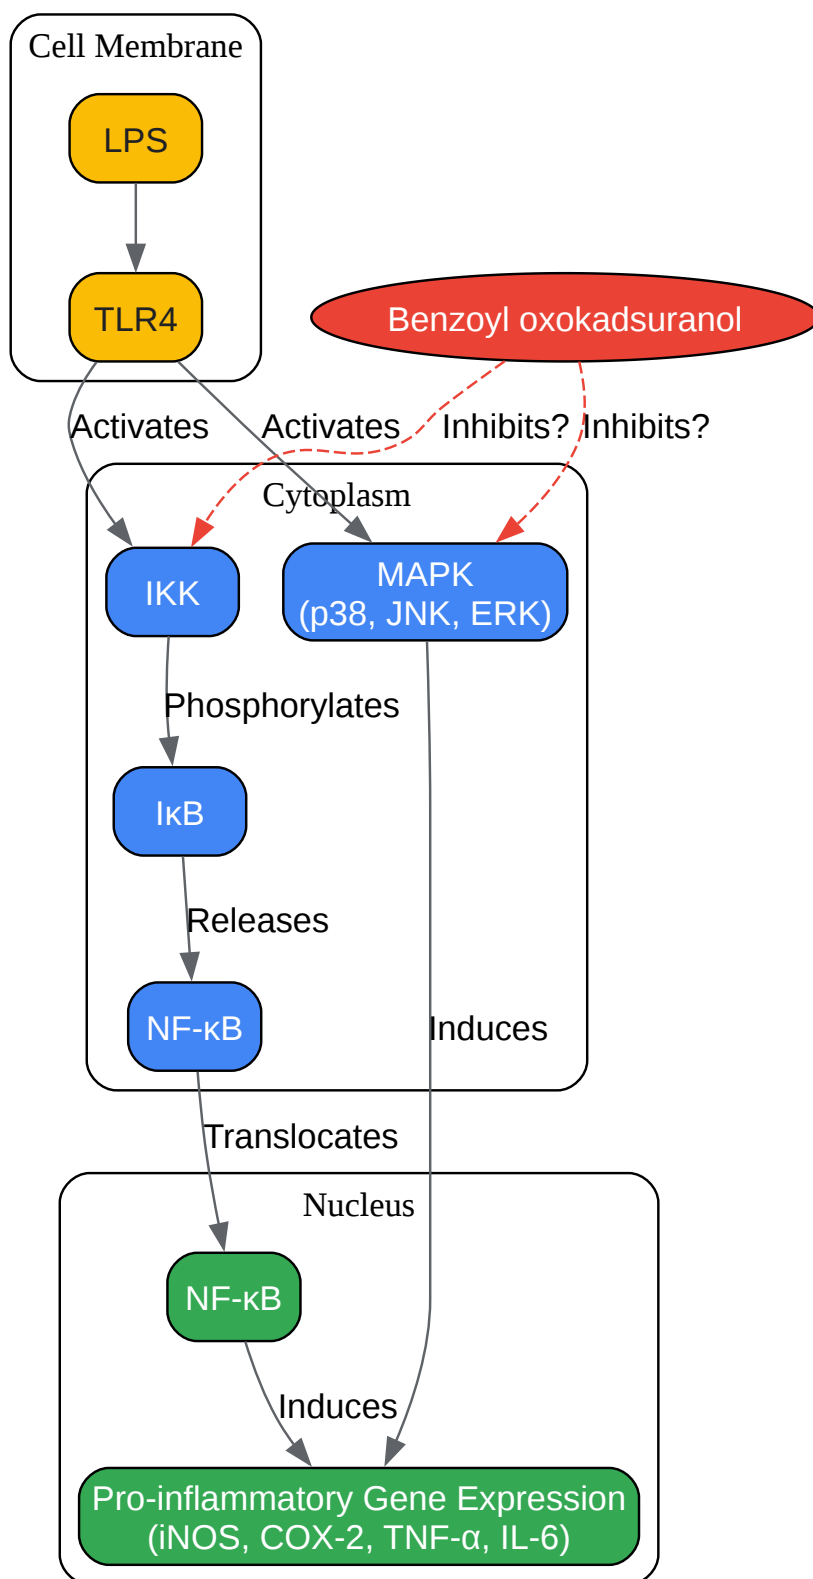 Cell Membrane
LPS
TLR4
Benzoyl oxokadsuranol
Activates
Activates
Inhibits?
Inhibits?
Cytoplasm
IKK
MAPK
(p38, JNK, ERK)
Phosphorylates
IκB
Releases
NF-κB
Induces
Translocates
Nucleus
NF-κB
Induces
Pro-inflammatory Gene Expression
(iNOS, COX-2, TNF-α, IL-6)